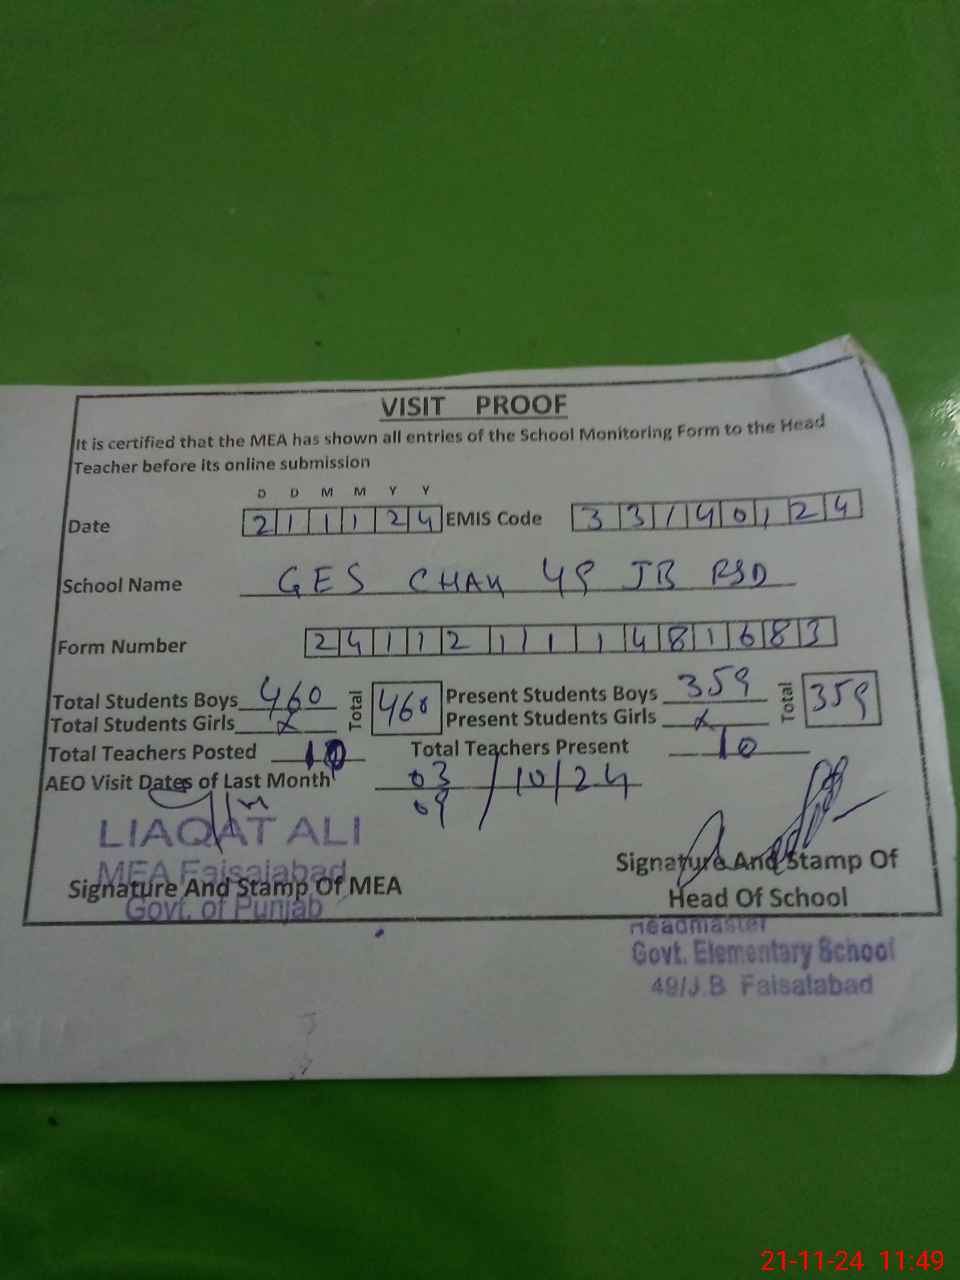 VISIT PROOF
It is certified that the MEA has shown all entries of the School Monitoring Form to the Head
Teacher before its online submission
D D M M Y Y
Date 2 1 1 1 2 4 EMIS Code 3 3 1 4 0 1 2 4
School Name GES CHAK 49 JB FSD
Form Number 2 4 1 1 2 1 1 1 4 8 1 6 8 3
Total Students Boys 460 Total 460 Present Students Boys 359 Total 359
Total Students Girls x Present Students Girls x
Total Teachers Posted 10 Total Teachers Present 10
AEO Visit Dates of Last Month 03 /10/24
09
LIAQAT ALI
MEA Faisalabad
Signature And Stamp Of MEA
Govt. of Punjab
Signature And Stamp Of
Head Of School
Headmaster
Govt. Elementary School
49/J.B Faisalabad
21-11-24 11:49